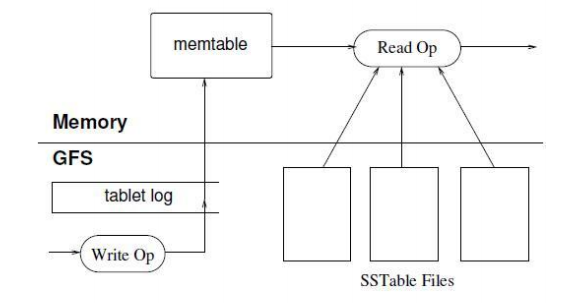 memtable
Read Op
Memory
GFS
tablet log
Write Op
SSTable Files